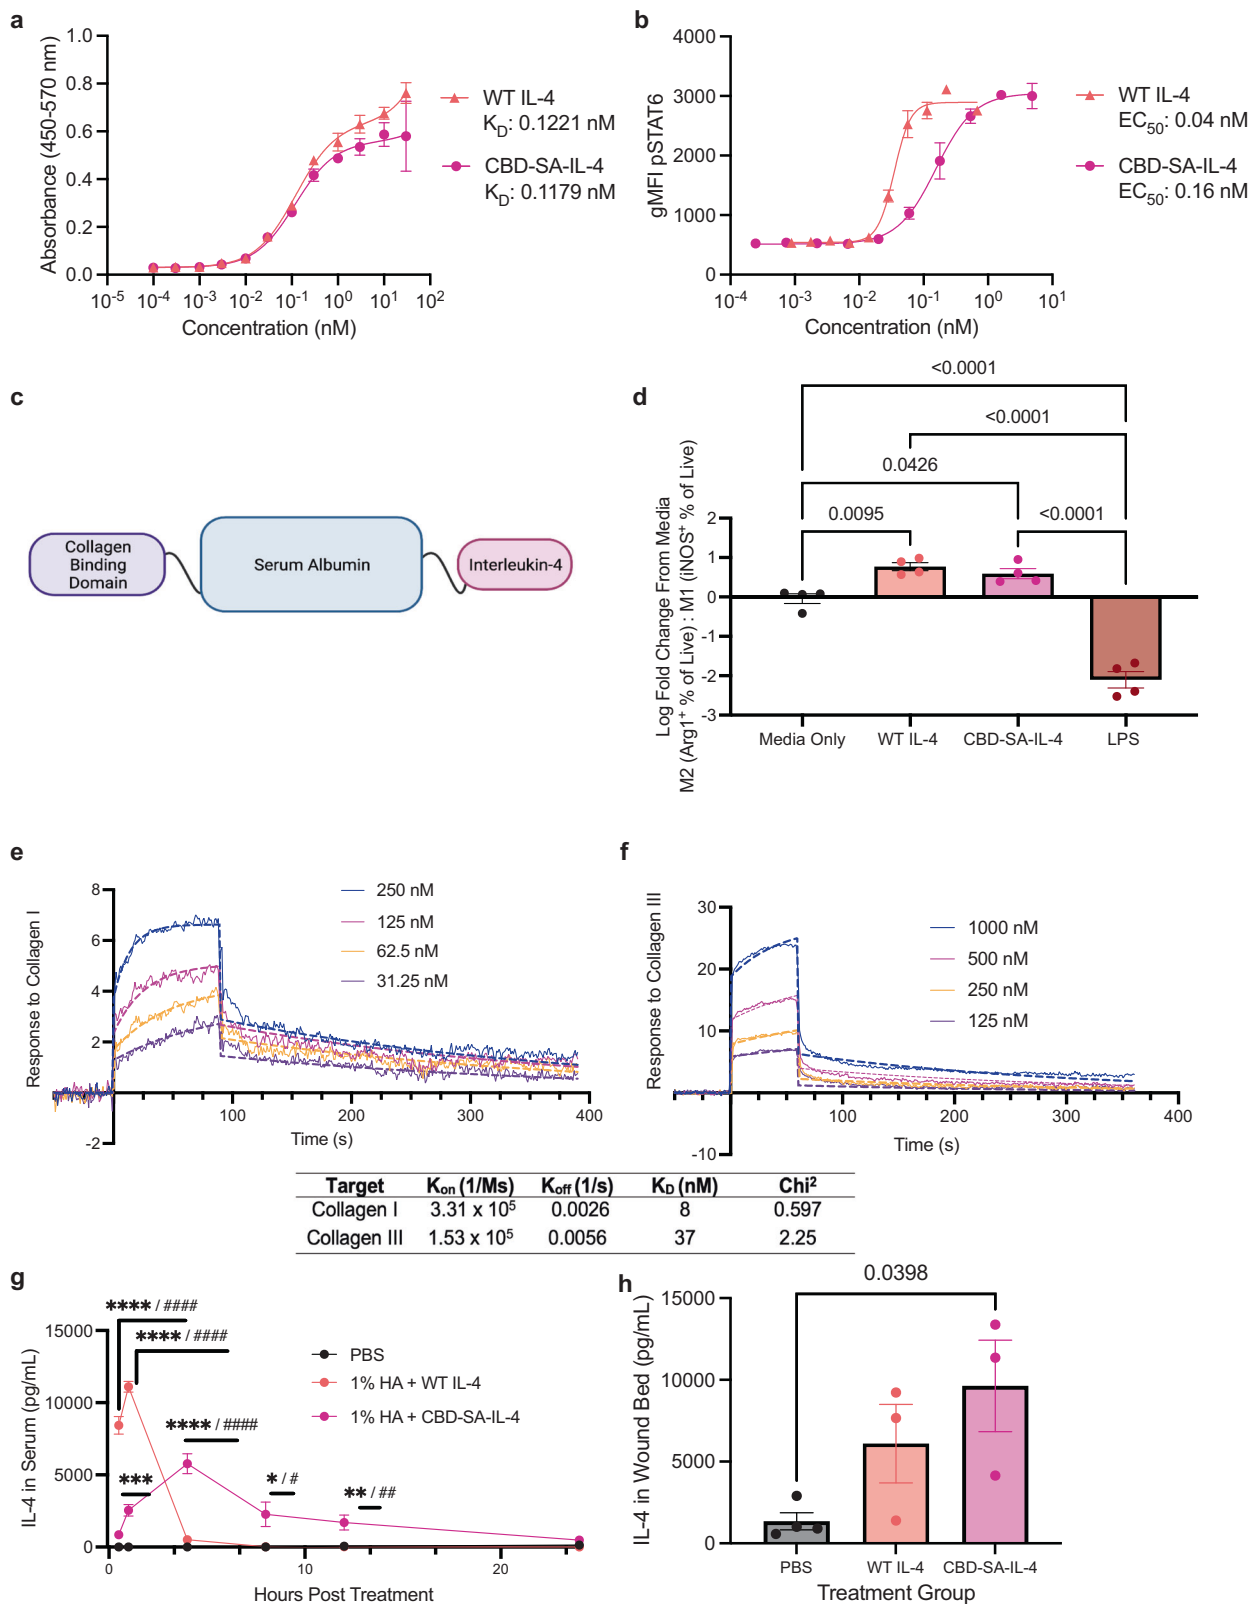 a
1.0
0.8
0.6
0.4
0.2
0.0
Absorbance (450-570 nm)
10-5 10-4 10-3 10-2 10-1 100 101 102
Concentration (nM)
WT IL-4
KD: 0.1221 nM
CBD-SA-IL-4
KD: 0.1179 nM
b
4000
3000
2000
1000
0
gMFI pSTAT6
10-4 10-3 10-2 10-1 100 101
Concentration (nM)
WT IL-4
EC50: 0.04 nM
CBD-SA-IL-4
EC50: 0.16 nM
c
Collagen
Binding
Domain
Serum Albumin
Interleukin-4
d
<0.0001
<0.0001
0.0426
0.0095
<0.0001
Log Fold Change From Media
M2 (Arg1+ % of Live) : M1 (iNOS+ % of Live)
2
1
0
-1
-2
-3
Media Only WT IL-4 CBD-SA-IL-4 LPS
e
8
6
4
2
-2
Response to Collagen I
100 200 300 400
Time (s)
250 nM
125 nM
62.5 nM
31.25 nM
f
30
20
10
-10
Response to Collagen III
100 200 300 400
Time (s)
1000 nM
500 nM
250 nM
125 nM
Target Kon (1/Ms) Koff (1/s) KD (nM) Chi2
Collagen I 3.31 x 105 0.0026 8 0.597
Collagen III 1.53 x 105 0.0056 37 2.25
g
**** / ####
**** / ####
**** / ####
***
* / #
** / ##
15000
10000
5000
0
IL-4 in Serum (pg/mL)
0 10 20
Hours Post Treatment
PBS
1% HA + WT IL-4
1% HA + CBD-SA-IL-4
h
0.0398
15000
10000
5000
0
IL-4 in Wound Bed (pg/mL)
PBS WT IL-4 CBD-SA-IL-4
Treatment Group